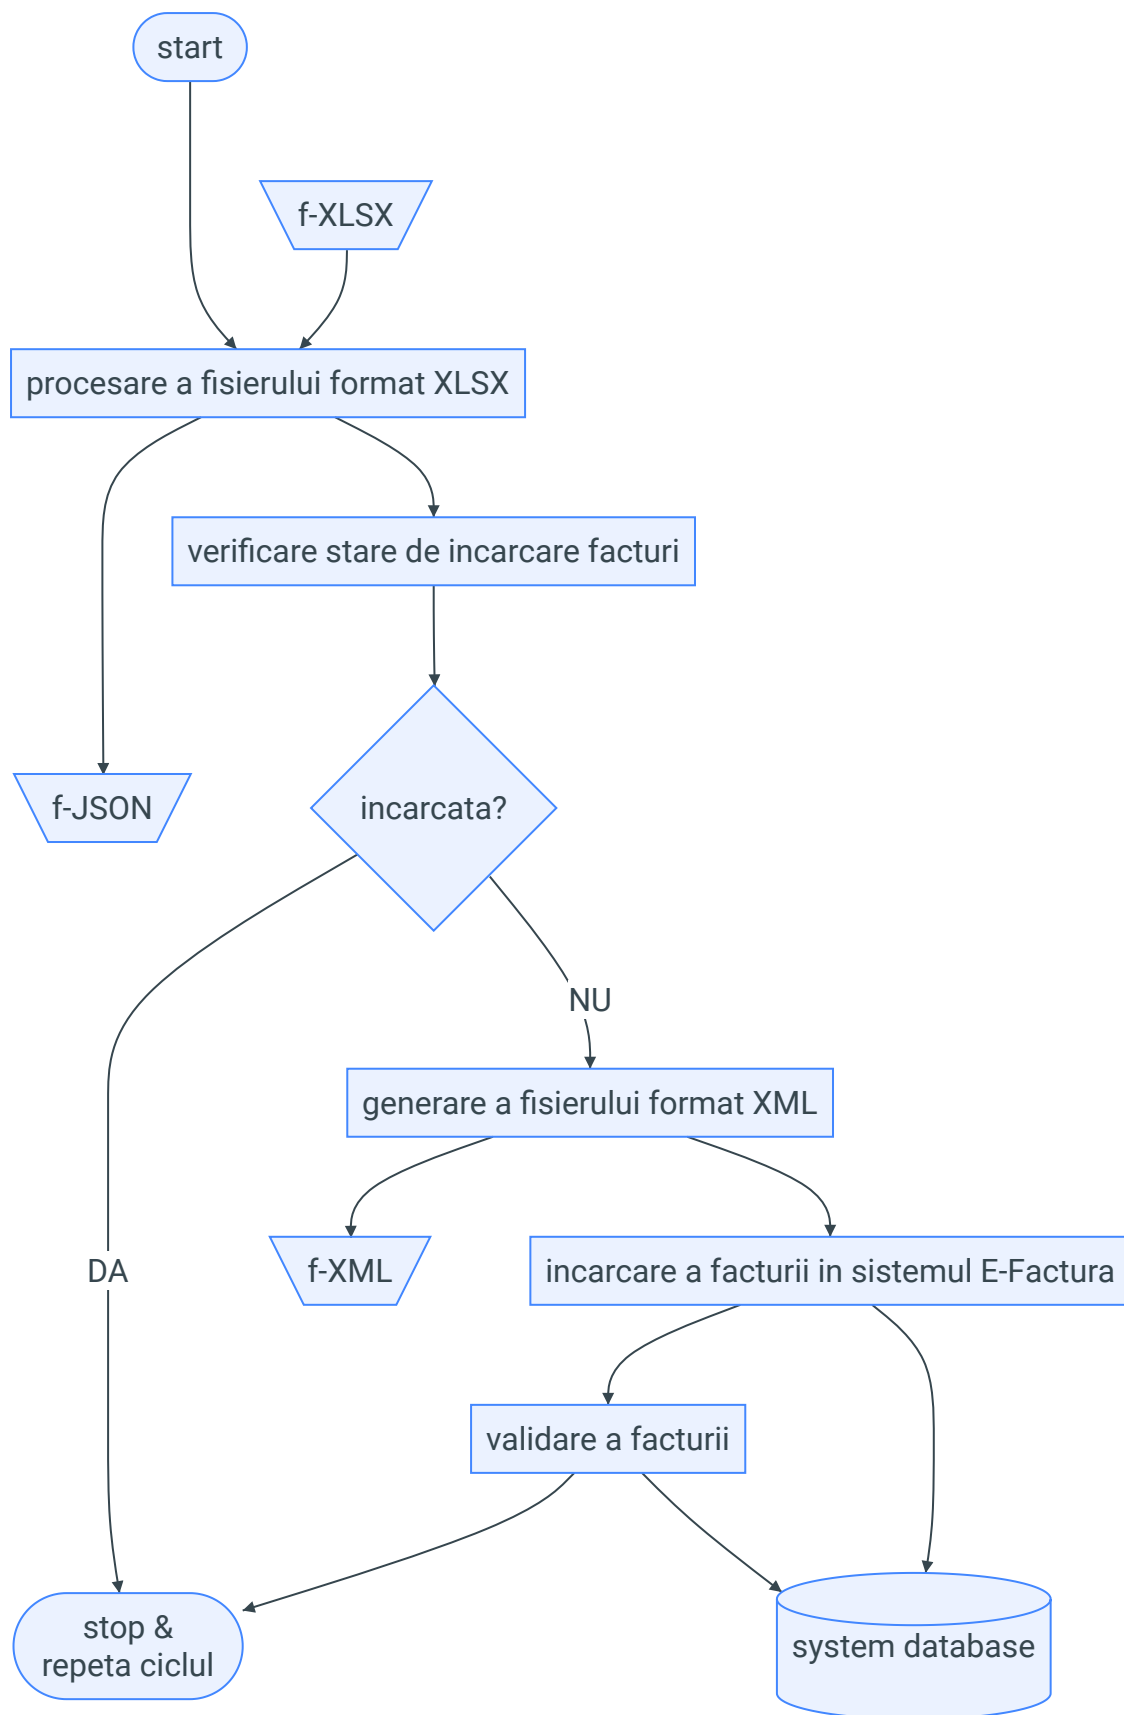 start
f-XLSX
procesare a fisierului format XLSX
verificare stare de incarcare facturi
f-JSON
incarcata?
NU
generare a fisierului format XML
DA
f-XML
incarcare a facturii in sistemul E-Factura
validare a facturii
stop &
repeta ciclul
system database